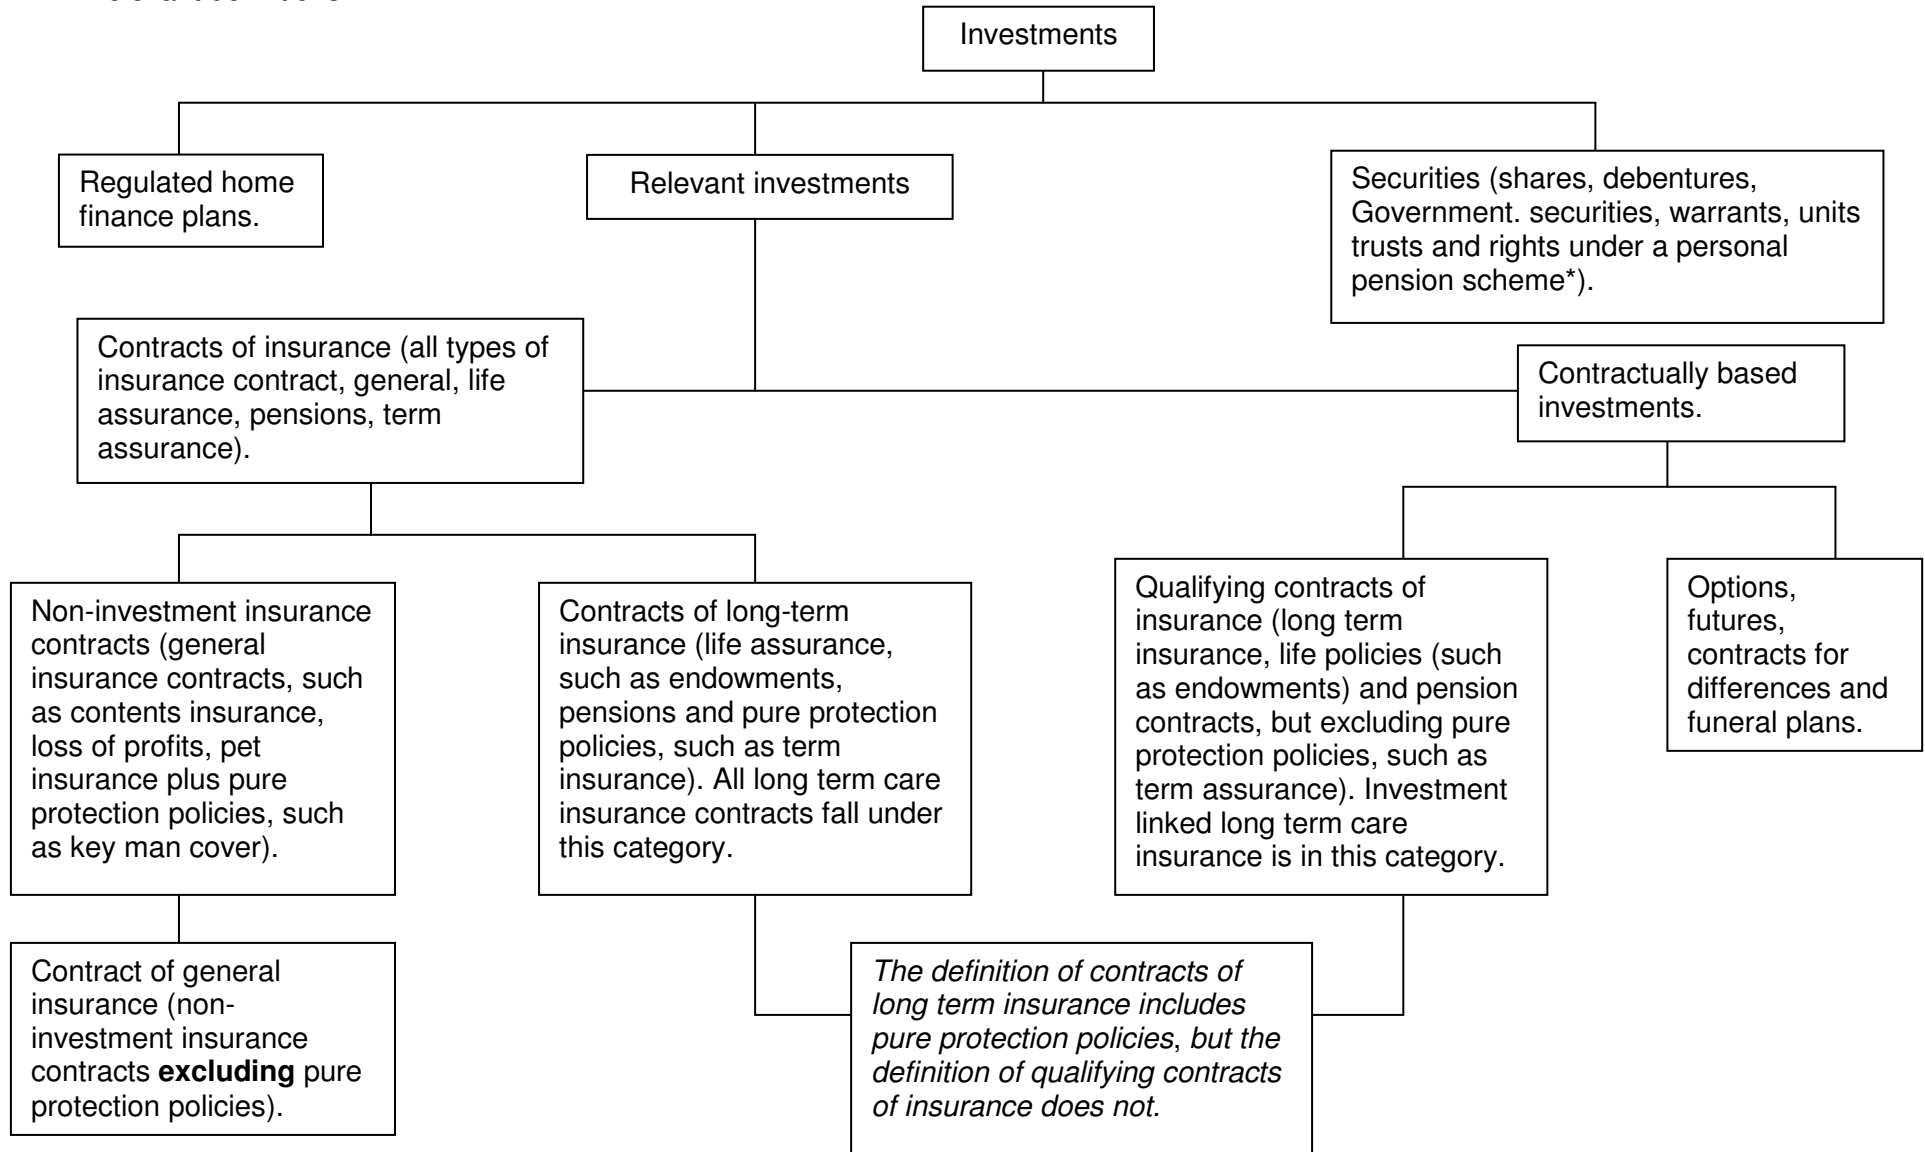 Investments
Regulated home
finance plans.
Relevant investments
Securities (shares, debentures,
Government. securities, warrants, units
trusts and rights under a personal
pension scheme*).
Contracts of insurance (all types of
insurance contract, general, life
assurance, pensions, term
assurance).
Contractually based
investments.
Non-investment insurance
contracts (general
insurance contracts, such
as contents insurance,
loss of profits, pet
insurance plus pure
protection policies, such
as key man cover).
Contracts of long-term
insurance (life assurance,
such as endowments,
pensions and pure protection
policies, such as term
insurance). All long term care
insurance contracts fall under
this category.
Qualifying contracts of
insurance (long term
insurance, life policies (such
as endowments) and pension
contracts, but excluding pure
protection policies, such as
term assurance). Investment
linked long term care
insurance is in this category.
Options,
futures,
contracts for
differences and
funeral plans.
Contract of general
insurance (non-
investment insurance
contracts excluding pure
protection policies).
The definition of contracts of
long term insurance includes
pure protection policies, but the
definition of qualifying contracts
of insurance does not.